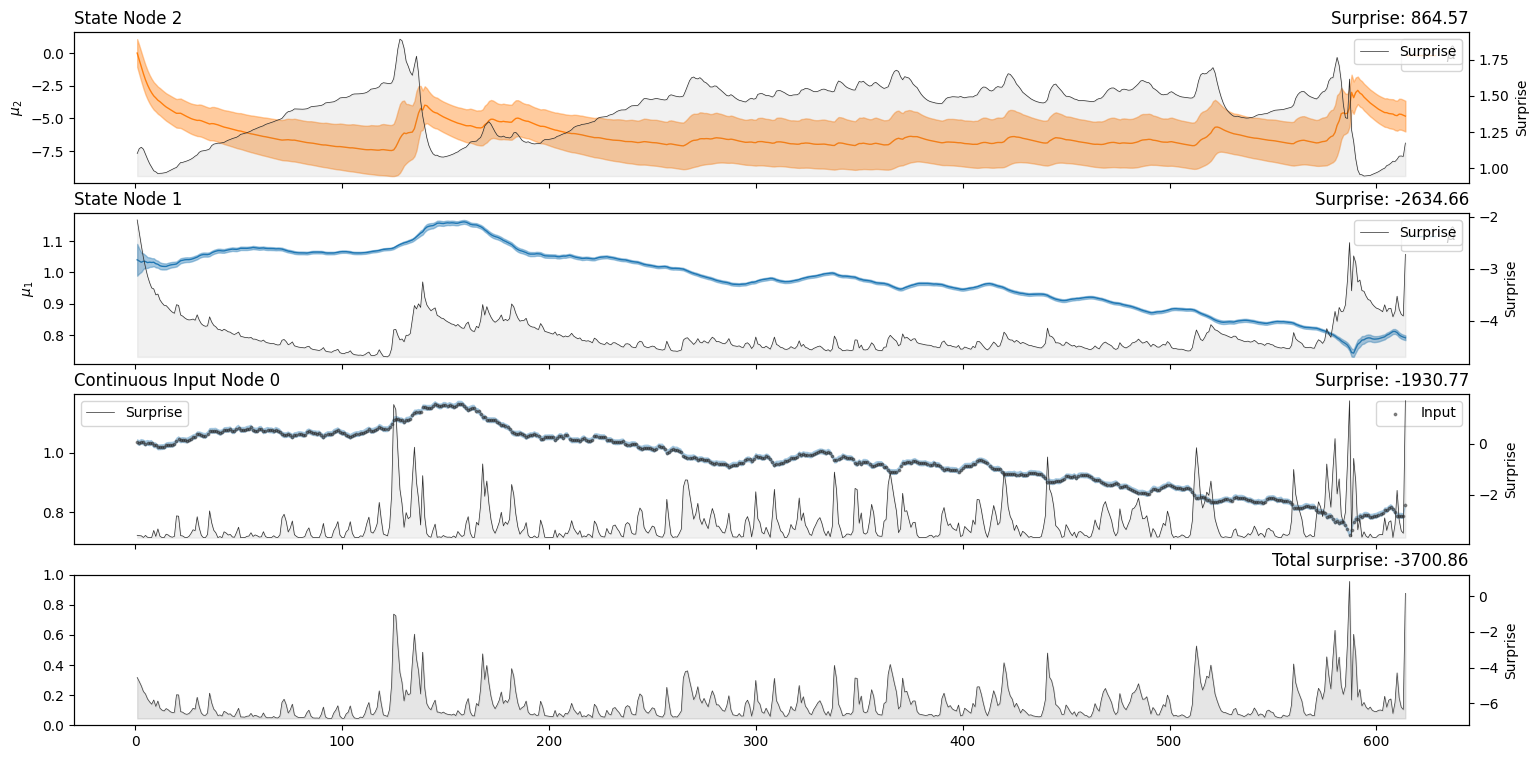 State Node 2 Surprise: 864.57
0.0
−2.5
−5.0
−7.5
μ2
Surprise
μ
1.75
1.50
1.25
1.00
Surprise
State Node 1 Surprise: -2634.66
1.1
1.0
0.9
0.8
μ1
Surprise
μ
−2
−3
−4
Surprise
Continuous Input Node 0 Surprise: -1930.77
1.0
0.8
Surprise
Input
0
−2
Surprise
Total surprise: -3700.86
1.0
0.8
0.6
0.4
0.2
0.0
0
−2
−4
−6
Surprise
0 100 200 300 400 500 600